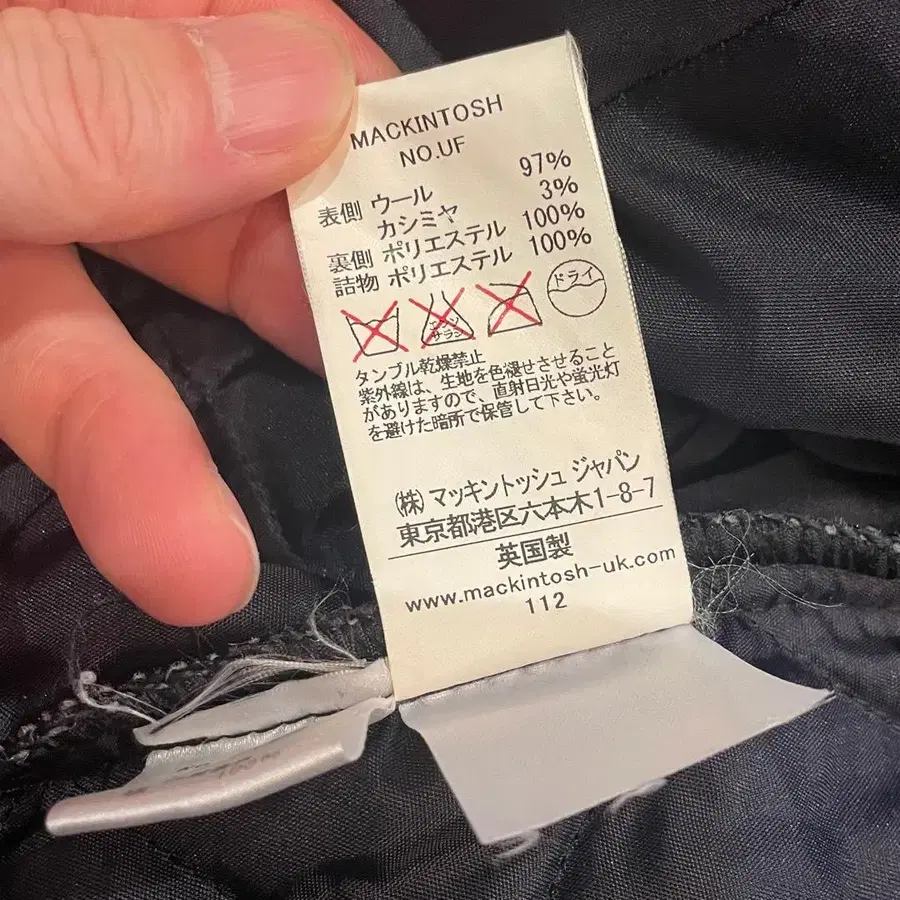 MACKINTOSH
NO.UF
表側 ウール 97%
カシミヤ 3%
裏側 ポリエステル 100%
詰物 ポリエステル 100%
エンソ
サラシ
ドライ
タンブル乾燥禁止
紫外線は、生地を色褪せさせること
がありますので、直射日光や蛍光灯
を避けた暗所で保管して下さい。
㈱ マッキントッシュ ジャパン
東京都港区六本木1-8-7
英国製
www.mackintosh-uk.com
112